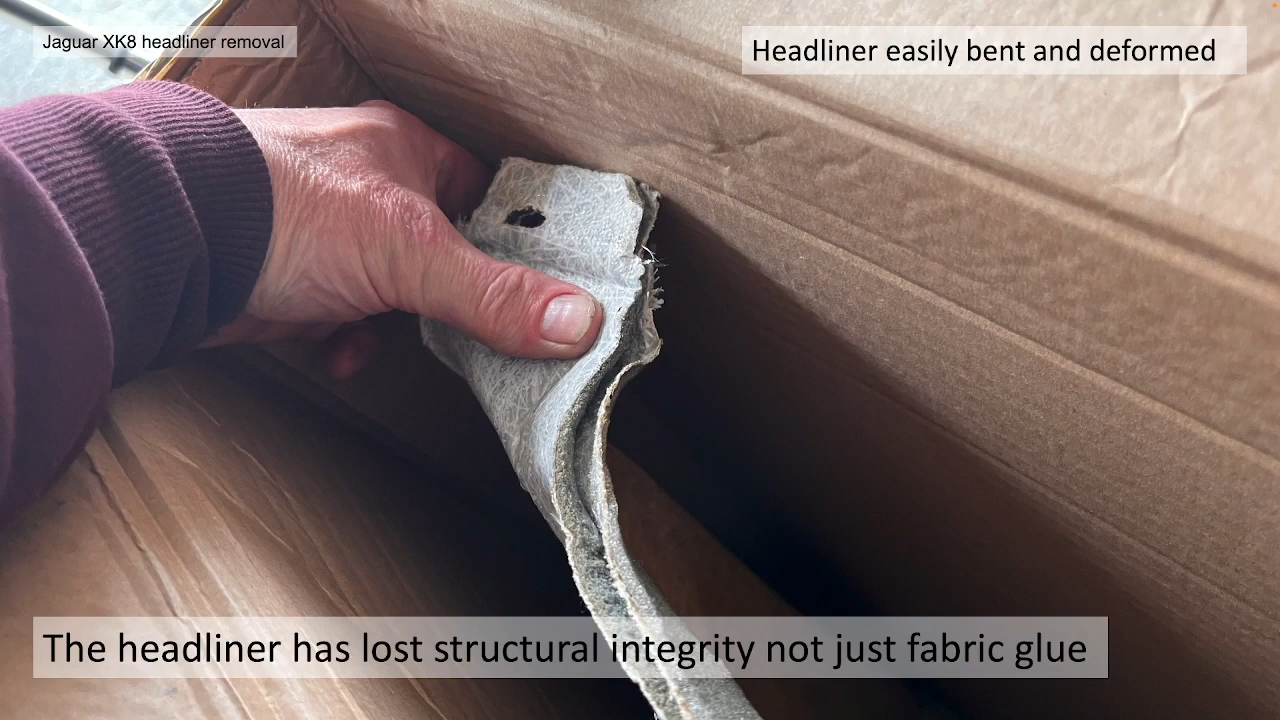 Jaguar XK8 headliner removal
Headliner easily bent and deformed
The headliner has lost structural integrity not just fabric glue